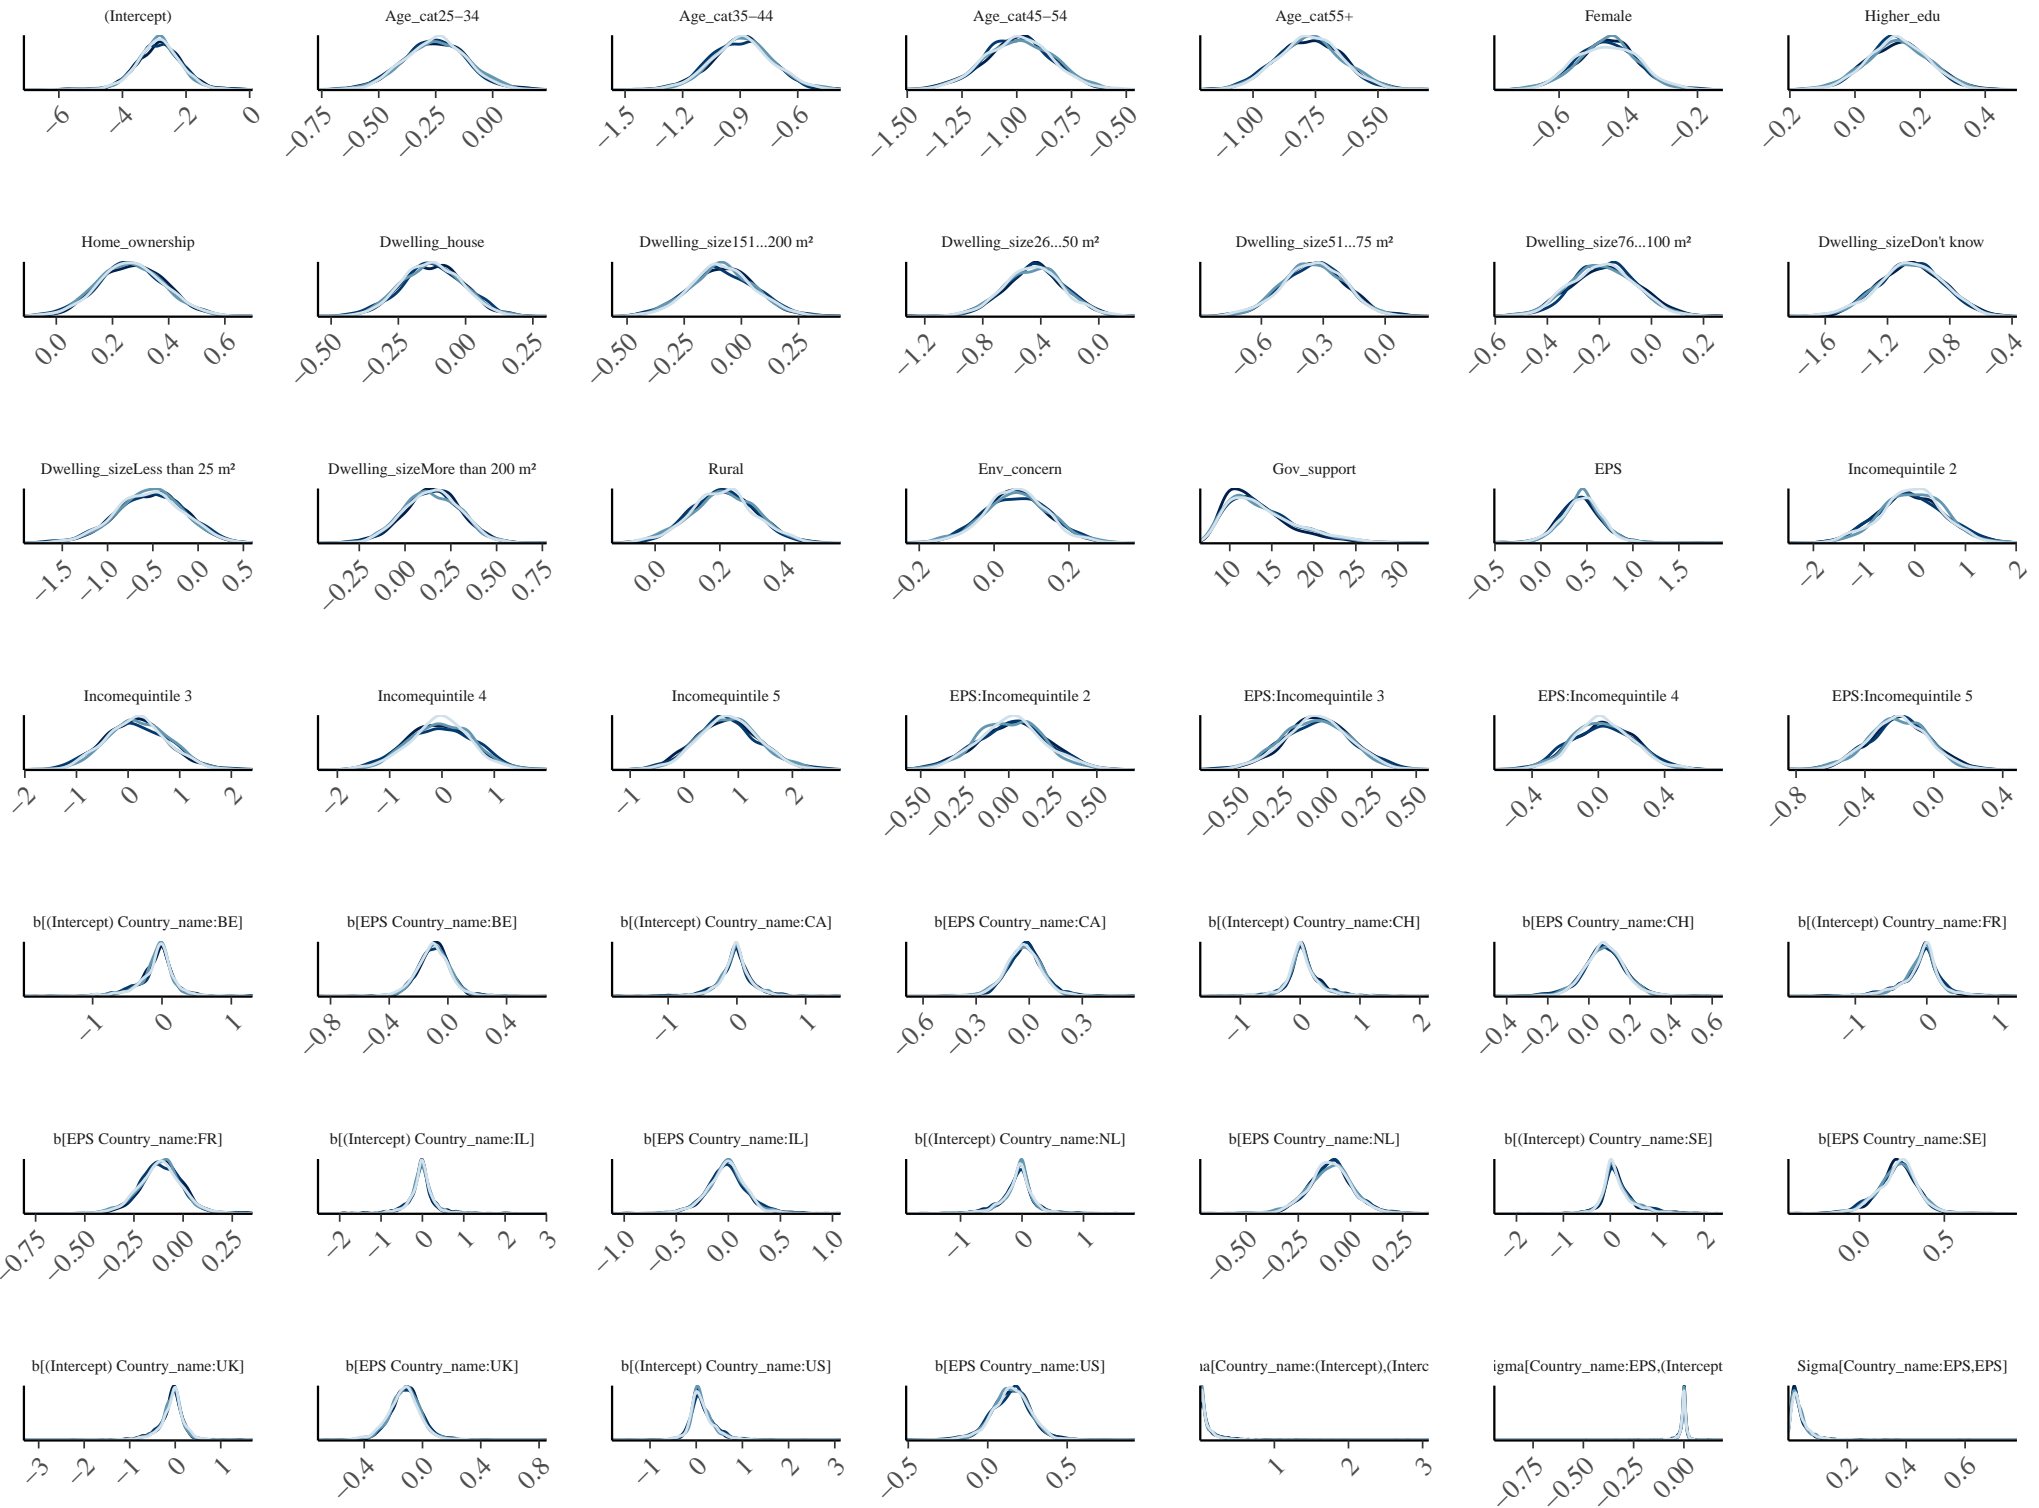 (Intercept) Age_cat25−34 Age_cat35−44 Age_cat45−54 Age_cat55+ Female Higher_edu
−6 −4 −2 0 −0.75 −0.50 −0.25 0.00 −1.5 −1.2 −0.9 −0.6 −1.50 −1.25 −1.00 −0.75 −0.50 −1.00 −0.75 −0.50 −0.6 −0.4 −0.2 −0.2 0.0 0.2 0.4
Home_ownership Dwelling_house Dwelling_size151...200 m² Dwelling_size26...50 m² Dwelling_size51...75 m² Dwelling_size76...100 m² Dwelling_sizeDon't know
0.0 0.2 0.4 0.6 −0.50 −0.25 0.00 0.25 −0.50 −0.25 0.00 0.25 −1.2 −0.8 −0.4 0.0 −0.6 −0.3 0.0 −0.6 −0.4 −0.2 0.0 0.2 −1.6 −1.2 −0.8 −0.4
Dwelling_sizeLess than 25 m² Dwelling_sizeMore than 200 m² Rural Env_concern Gov_support EPS Incomequintile 2
−1.5 −1.0 −0.5 0.0 0.5 −0.25 0.00 0.25 0.50 0.75 0.0 0.2 0.4 −0.2 0.0 0.2 10 15 20 25 30 −0.5 0.0 0.5 1.0 1.5 −2 −1 0 1 2
Incomequintile 3 Incomequintile 4 Incomequintile 5 EPS:Incomequintile 2 EPS:Incomequintile 3 EPS:Incomequintile 4 EPS:Incomequintile 5
−2 −1 0 1 2 −2 −1 0 1 −1 0 1 2 −0.50 −0.25 0.00 0.25 0.50 −0.50 −0.25 0.00 0.25 0.50 −0.4 0.0 0.4 −0.8 −0.4 0.0 0.4
b[(Intercept) Country_name:BE] b[EPS Country_name:BE] b[(Intercept) Country_name:CA] b[EPS Country_name:CA] b[(Intercept) Country_name:CH] b[EPS Country_name:CH] b[(Intercept) Country_name:FR]
−1 0 1 −0.8 −0.4 0.0 0.4 −1 0 1 −0.6 −0.3 0.0 0.3 −1 0 1 2 −0.4 −0.2 0.0 0.2 0.4 0.6 −1 0 1
b[EPS Country_name:FR] b[(Intercept) Country_name:IL] b[EPS Country_name:IL] b[(Intercept) Country_name:NL] b[EPS Country_name:NL] b[(Intercept) Country_name:SE] b[EPS Country_name:SE]
−0.75 −0.50 −0.25 0.00 0.25 −2 −1 0 1 2 3 −1.0 −0.5 0.0 0.5 1.0 −1 0 1 −0.50 −0.25 0.00 0.25 −2 −1 0 1 2 0.0 0.5
b[(Intercept) Country_name:UK] b[EPS Country_name:UK] b[(Intercept) Country_name:US] b[EPS Country_name:US] a[Country_name:(Intercept),(Interc igma[Country_name:EPS,(Intercept Sigma[Country_name:EPS,EPS]
−3 −2 −1 0 1 −0.4 0.0 0.4 0.8 −1 0 1 2 3 −0.5 0.0 0.5 1 2 3 −0.75 −0.50 −0.25 0.00 0.2 0.4 0.6